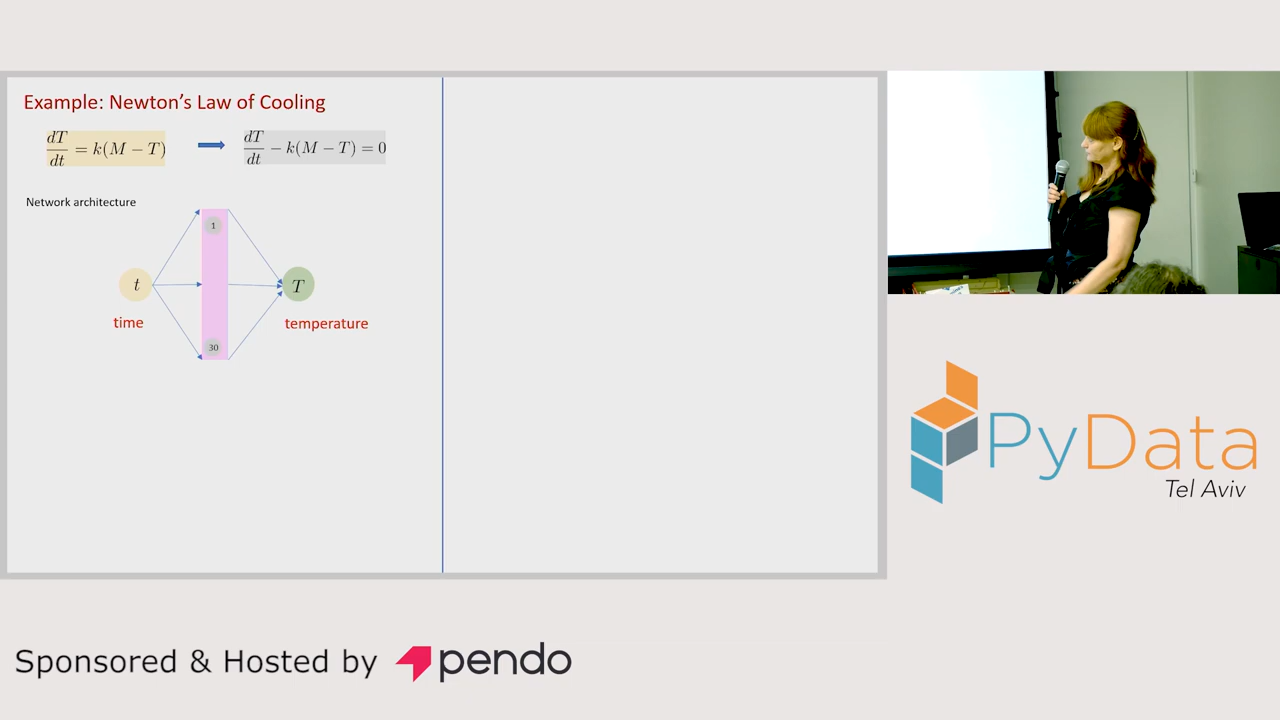 Example: Newton's Law of Cooling
dT/dt = k(M − T)
dT/dt − k(M − T) = 0
Network architecture
1
t
T
time
temperature
30
PyData
Tel Aviv
Sponsored & Hosted by pendo